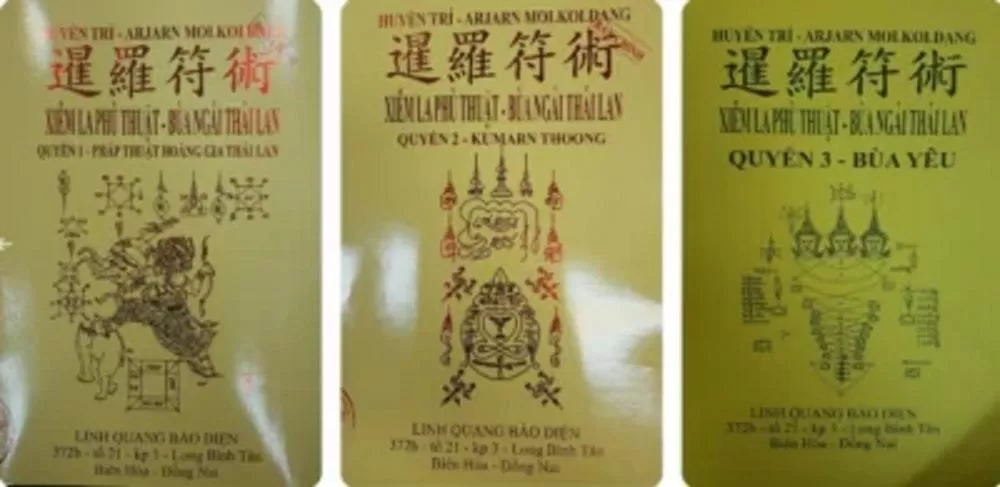 HUYỀN TRÍ - ARJARN MOLKOLDANG
暹羅符術
XIÊM LA PHÙ THUẬT - BÙA NGẢI THÁI LAN
QUYỂN 1 - PHÁP THUẬT HOÀNG GIA THÁI LAN
LINH QUANG BẢO ĐIỆN
372b - tổ 21 - kp 3 - Long Bình Tân
Biên Hòa - Đồng Nai
HUYỀN TRÍ - ARJARN MOLKOLDANG
暹羅符術
XIÊM LA PHÙ THUẬT - BÙA NGẢI THÁI LAN
QUYỂN 2 - KUMARN THOONG
LINH QUANG BẢO ĐIỆN
372b - tổ 21 - kp 3 - Long Bình Tân
Biên Hòa - Đồng Nai
HUYỀN TRÍ - ARJARN MOLKOLDANG
暹羅符術
XIÊM LA PHÙ THUẬT - BÙA NGẢI THÁI LAN
QUYỂN 3 - BÙA YÊU
LINH QUANG BẢO ĐIỆN
372b - tổ 21 - kp 3 - Long Bình Tân
Biên Hòa - Đồng Nai